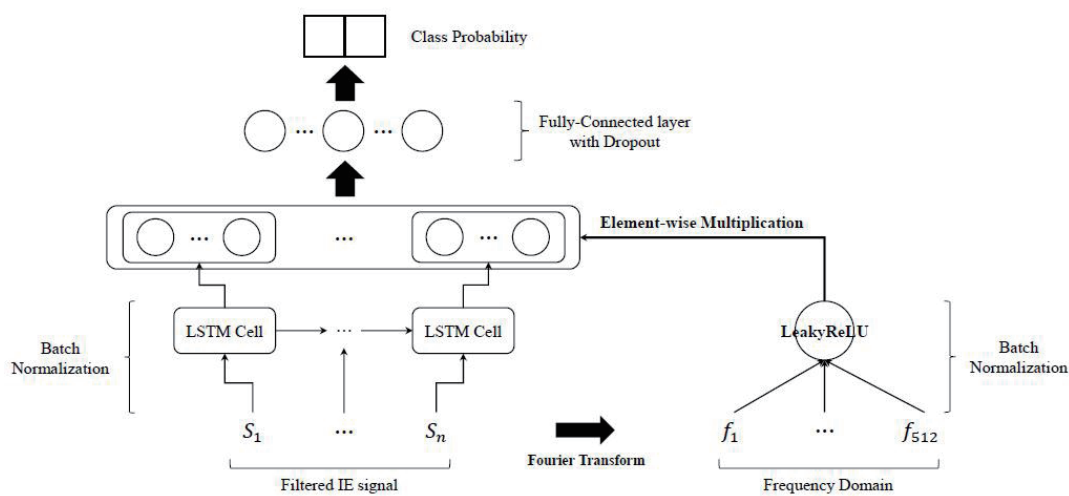 Class Probability
...
...
Fully-Connected layer
with Dropout
Element-wise Multiplication
...
...
...
LSTM Cell
...
LSTM Cell
LeakyReLU
Batch
Normalization
Batch
Normalization
S1
...
Sn
f1
...
f512
Fourier Transform
Filtered IE signal
Frequency Domain